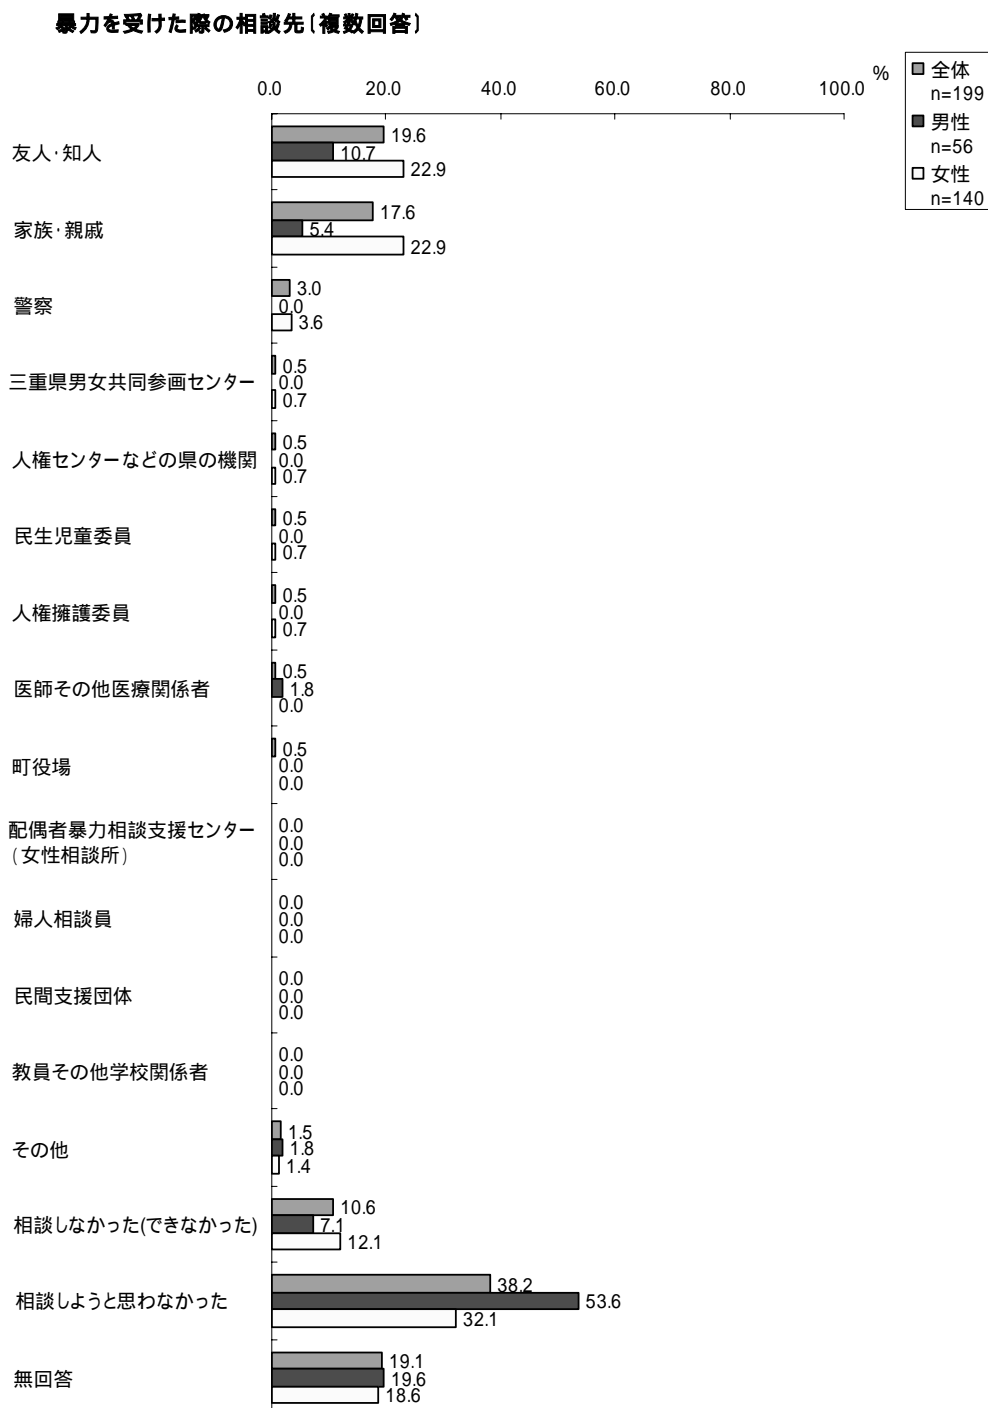 暴力を受けた際の相談先〔複数回答〕
0.0 20.0 40.0 60.0 80.0 100.0 %
全体
n=199
男性
n=56
女性
n=140
友人・知人
19.6
10.7
22.9
家族・親戚
17.6
5.4
22.9
警察
3.0
0.0
3.6
三重県男女共同参画センター
0.5
0.0
0.7
人権センターなどの県の機関
0.5
0.0
0.7
民生児童委員
0.5
0.0
0.7
人権擁護委員
0.5
0.0
0.7
医師その他医療関係者
0.5
1.8
0.0
町役場
0.5
0.0
0.0
配偶者暴力相談支援センター
(女性相談所)
0.0
0.0
0.0
婦人相談員
0.0
0.0
0.0
民間支援団体
0.0
0.0
0.0
教員その他学校関係者
0.0
0.0
0.0
その他
1.5
1.8
1.4
相談しなかった(できなかった)
10.6
7.1
12.1
相談しようと思わなかった
38.2
53.6
32.1
無回答
19.1
19.6
18.6